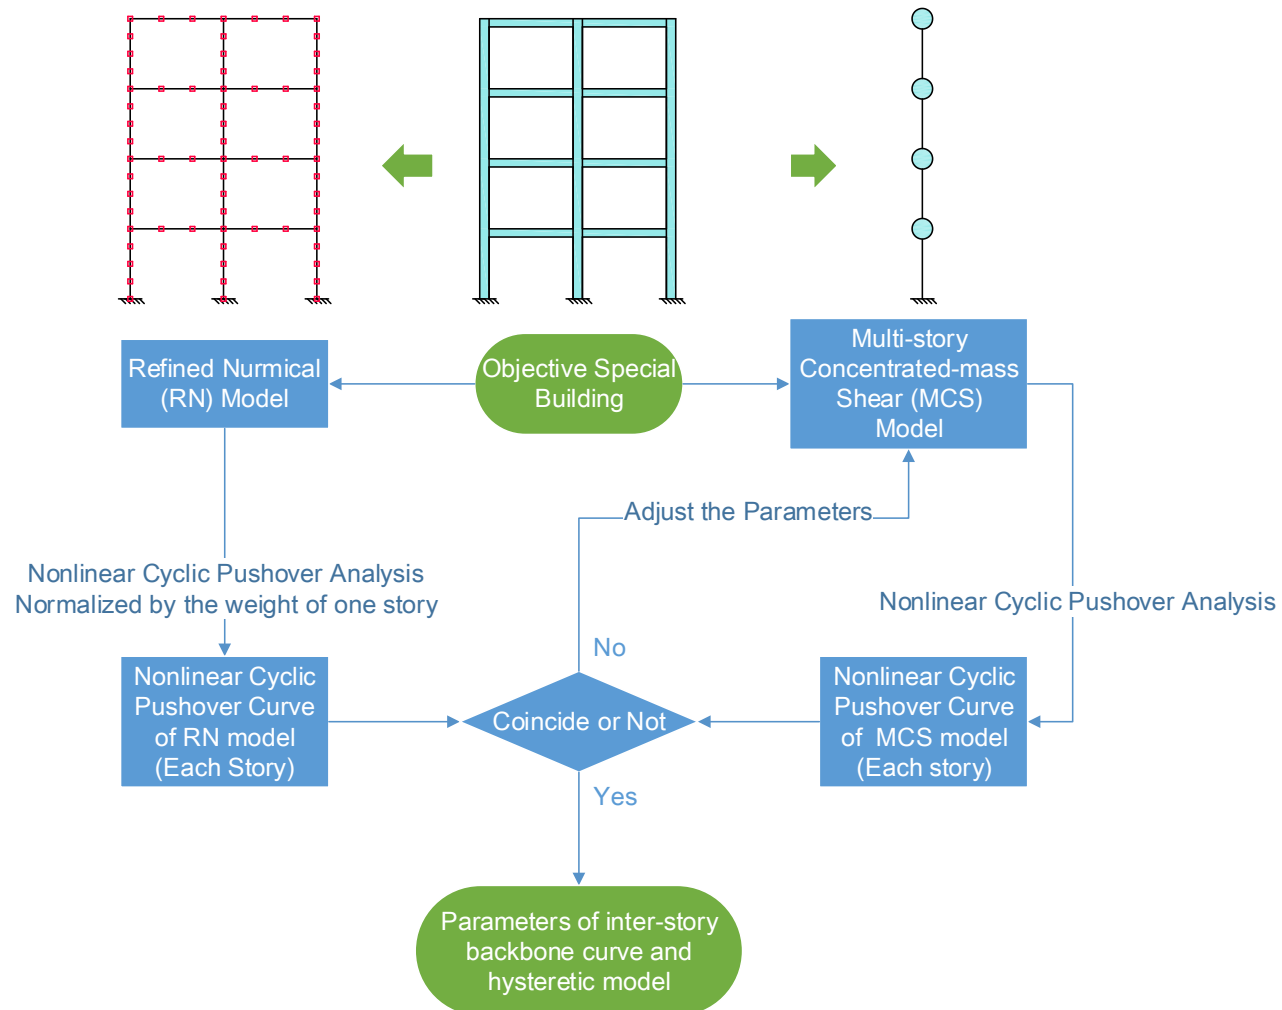 Refined Nurmical
(RN) Model
Objective Special
Building
Multi-story
Concentrated-mass
Shear (MCS)
Model
Adjust the Parameters
Nonlinear Cyclic Pushover Analysis
Normalized by the weight of one story
Nonlinear Cyclic Pushover Analysis
No
Nonlinear Cyclic
Pushover Curve
of RN model
(Each Story)
Coincide or Not
Nonlinear Cyclic
Pushover Curve
of MCS model
(Each story)
Yes
Parameters of inter-story
backbone curve and
hysteretic model